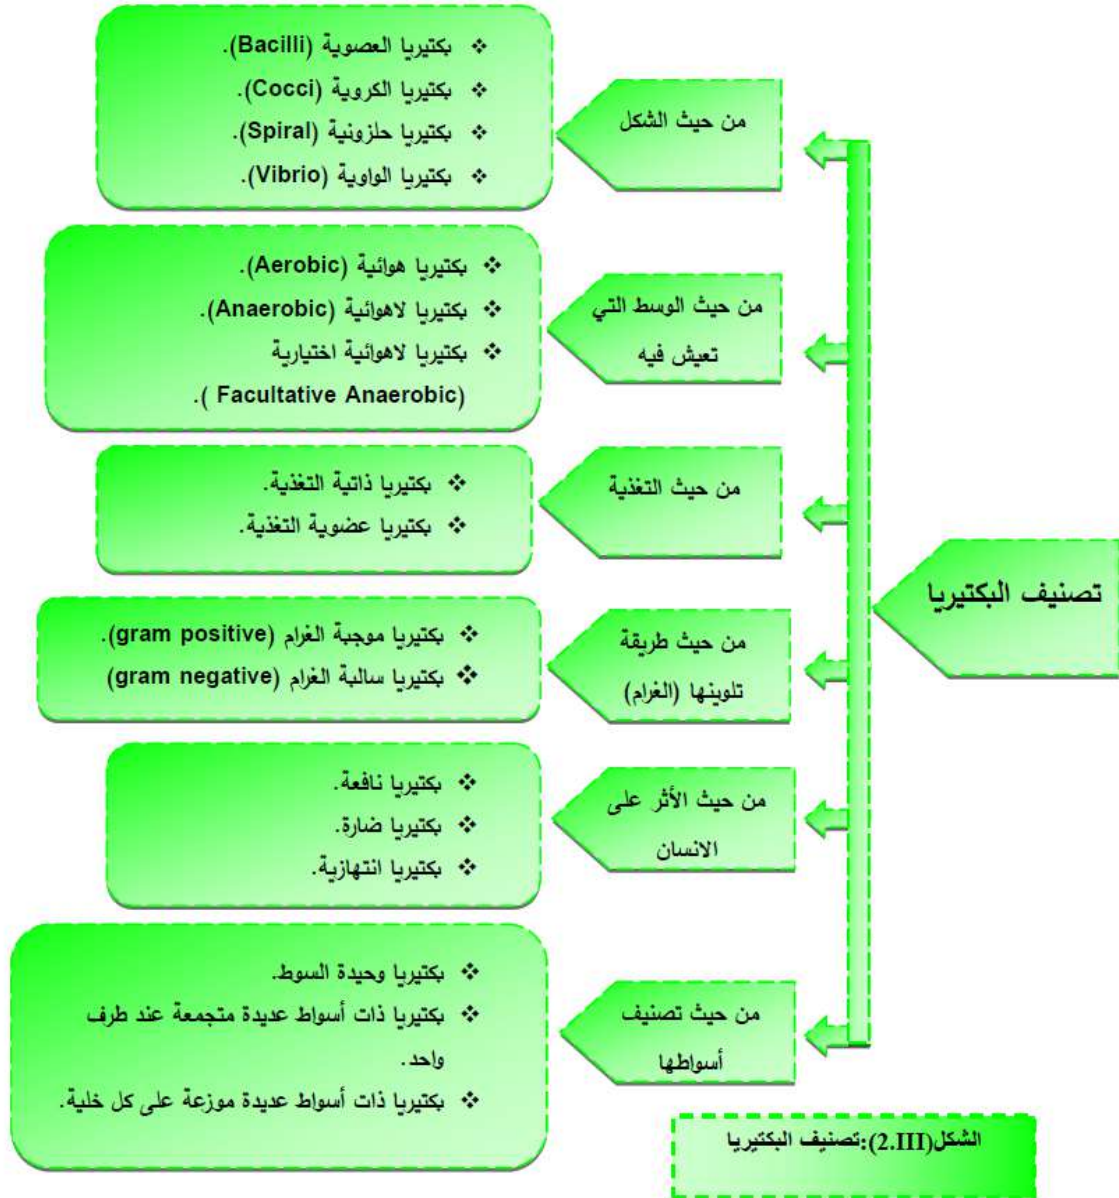 تصنيف البكتيريا
من حيث الشكل
❖ بكتيريا العصوية (Bacilli).
❖ بكتيريا الكروية (Cocci).
❖ بكتيريا حلزونية (Spiral).
❖ بكتيريا الواوية (Vibrio).
من حيث الوسط التي
تعيش فيه
❖ بكتيريا هوائية (Aerobic).
❖ بكتيريا لاهوائية (Anaerobic).
❖ بكتيريا لاهوائية اختيارية
(Facultative Anaerobic ).
من حيث التغذية
❖ بكتيريا ذاتية التغذية.
❖ بكتيريا عضوية التغذية.
من حيث طريقة
تلوينها (الغرام)
❖ بكتيريا موجبة الغرام (gram positive).
❖ بكتيريا سالبة الغرام (gram negative)
من حيث الأثر على
الانسان
❖ بكتيريا نافعة.
❖ بكتيريا ضارة.
❖ بكتيريا انتهازية.
من حيث تصنيف
أسواطها
❖ بكتيريا وحيدة السوط.
❖ بكتيريا ذات أسواط عديدة متجمعة عند طرف
واحد.
❖ بكتيريا ذات أسواط عديدة موزعة على كل خلية.
الشكل(2.III):تصنيف البكتيريا